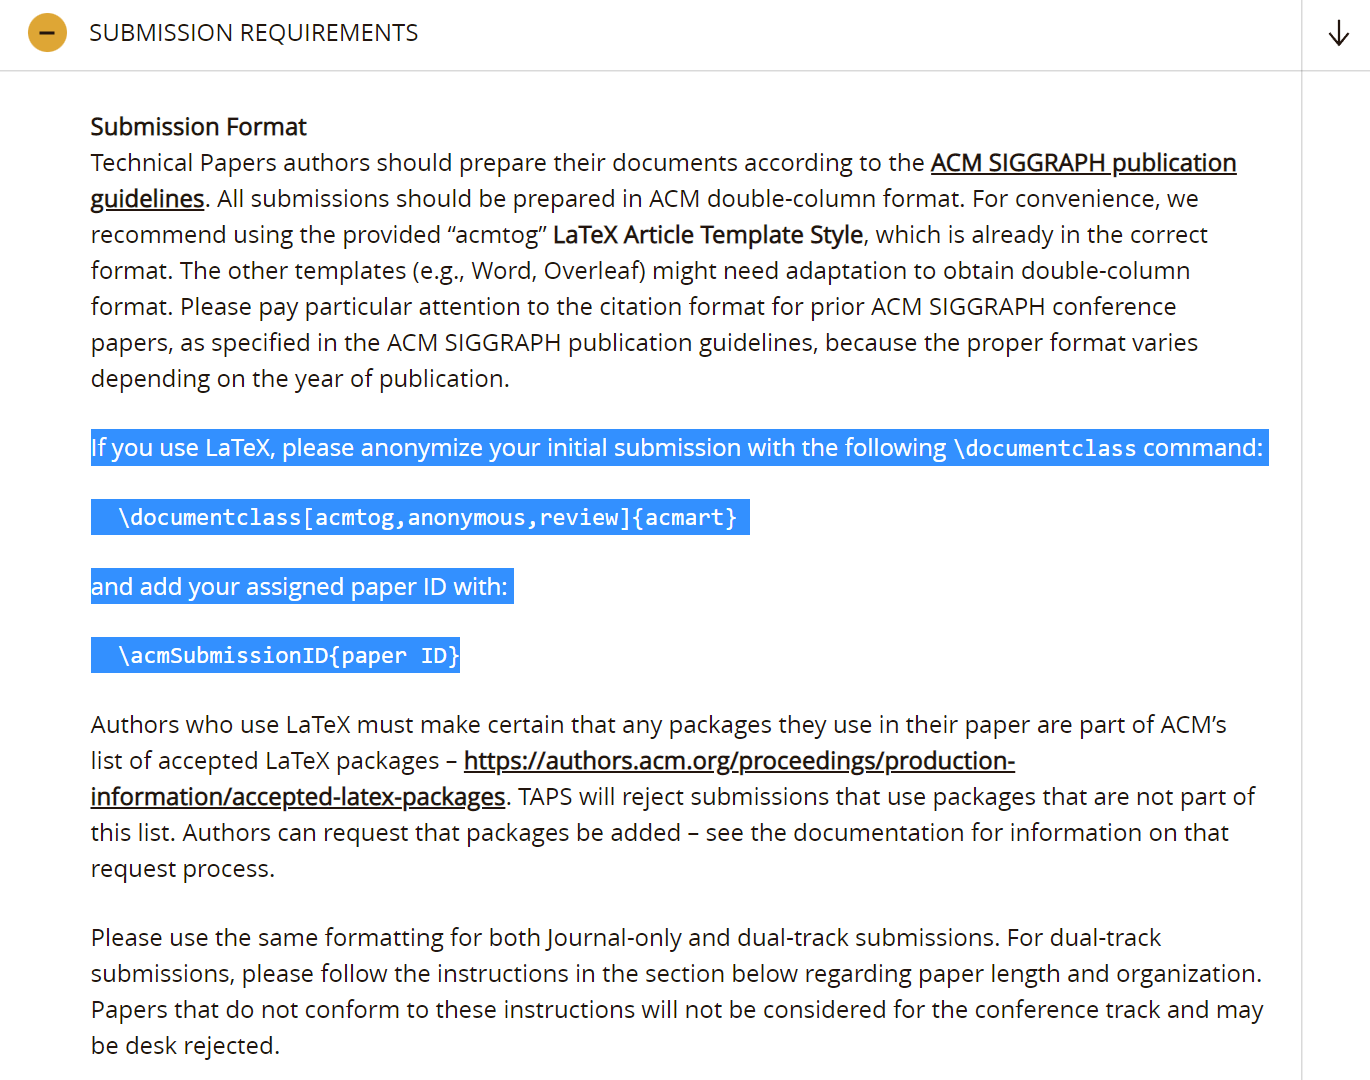 SUBMISSION REQUIREMENTS
Submission Format
Technical Papers authors should prepare their documents according to the ACM SIGGRAPH publication
guidelines. All submissions should be prepared in ACM double-column format. For convenience, we
recommend using the provided “acmtog” LaTeX Article Template Style, which is already in the correct
format. The other templates (e.g., Word, Overleaf) might need adaptation to obtain double-column
format. Please pay particular attention to the citation format for prior ACM SIGGRAPH conference
papers, as specified in the ACM SIGGRAPH publication guidelines, because the proper format varies
depending on the year of publication.
If you use LaTeX, please anonymize your initial submission with the following \documentclass command:
\documentclass[acmtog,anonymous,review]{acmart}
and add your assigned paper ID with:
\acmSubmissionID{paper ID}
Authors who use LaTeX must make certain that any packages they use in their paper are part of ACM’s
list of accepted LaTeX packages – https://authors.acm.org/proceedings/production-
information/accepted-latex-packages. TAPS will reject submissions that use packages that are not part of
this list. Authors can request that packages be added – see the documentation for information on that
request process.
Please use the same formatting for both Journal-only and dual-track submissions. For dual-track
submissions, please follow the instructions in the section below regarding paper length and organization.
Papers that do not conform to these instructions will not be considered for the conference track and may
be desk rejected.